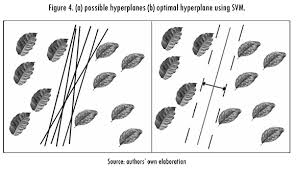 Figure 4. (a) possible hyperplanes (b) optimal hyperplane using SVM.
Source: authors' own elaboration